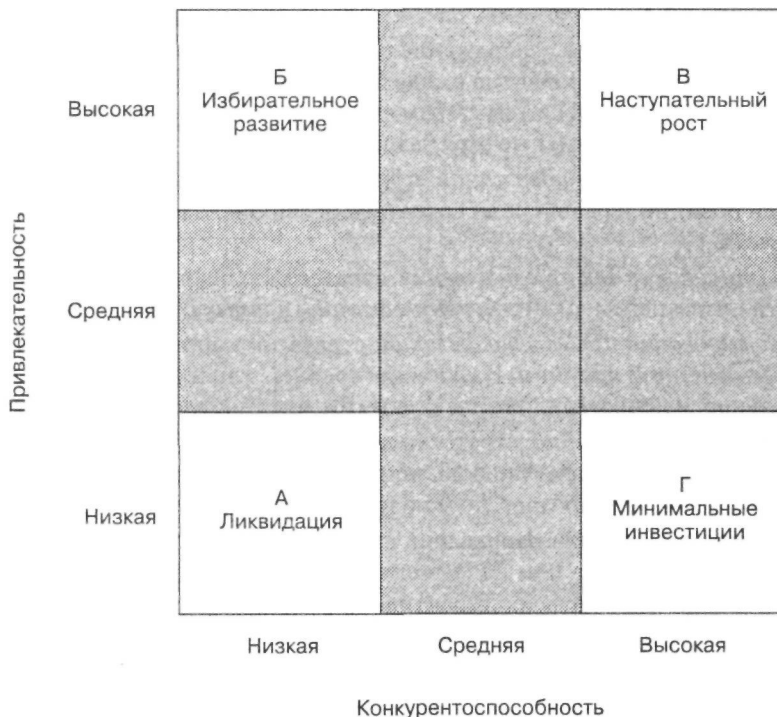 Привлекательность
Высокая
Б
Избирательное
развитие
В
Наступательный
рост
Средняя
Низкая
А
Ликвидация
Г
Минимальные
инвестиции
Низкая
Средняя
Высокая
Конкурентоспособность